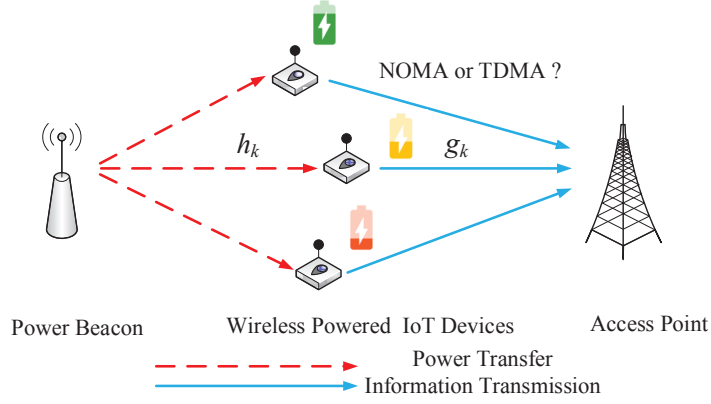 NOMA or TDMA ?
h_k
g_k
Power Beacon
Wireless Powered IoT Devices
Access Point
Power Transfer
Information Transmission